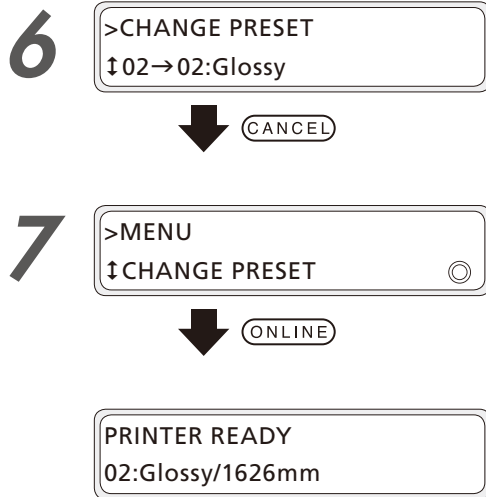 6
>CHANGE PRESET
↕02→02:Glossy
CANCEL
7
>MENU
↕CHANGE PRESET
ONLINE
PRINTER READY
02:Glossy/1626mm